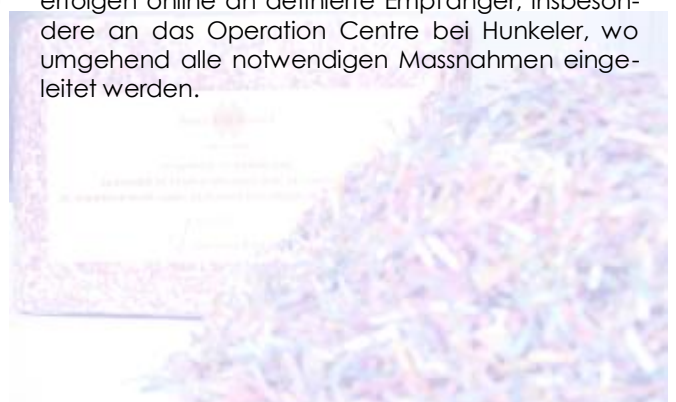 erfolgen online an definierte Empfänger, insbeson-
dere an das Operation Centre bei Hunkeler, wo
umgehend alle notwendigen Massnahmen einge-
leitet werden.